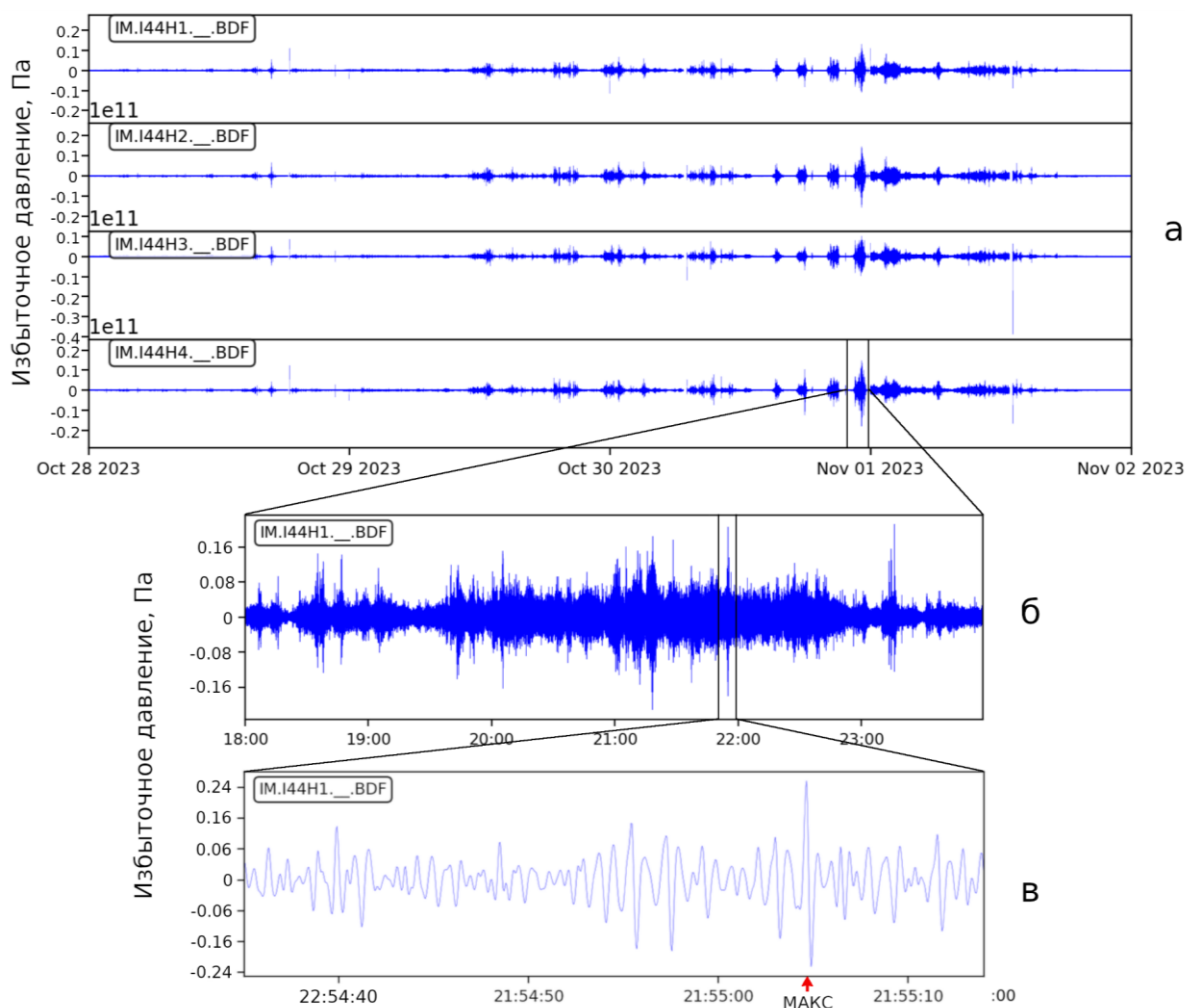 IM.I44H1.__.BDF
0.2
0.1
0
-0.1
-0.2
1e11
IM.I44H2.__.BDF
0.2
0.1
0
-0.1
-0.2
1e11
IM.I44H3.__.BDF
0.1
0
-0.1
-0.2
-0.3
-0.4
1e11
IM.I44H4.__.BDF
0.2
0.1
0
-0.1
-0.2
Избыточное давление, Па
а
Oct 28 2023 Oct 29 2023 Oct 30 2023 Nov 01 2023 Nov 02 2023
IM.I44H1.__.BDF
0.16
0.08
0
-0.08
-0.16
Избыточное давление, Па
б
18:00 19:00 20:00 21:00 22:00 23:00
IM.I44H1.__.BDF
0.24
0.16
0.06
0
-0.06
-0.16
-0.24
Избыточное давление, Па
в
22:54:40 21:54:50 21:55:00 21:55:10 :00
МАКС